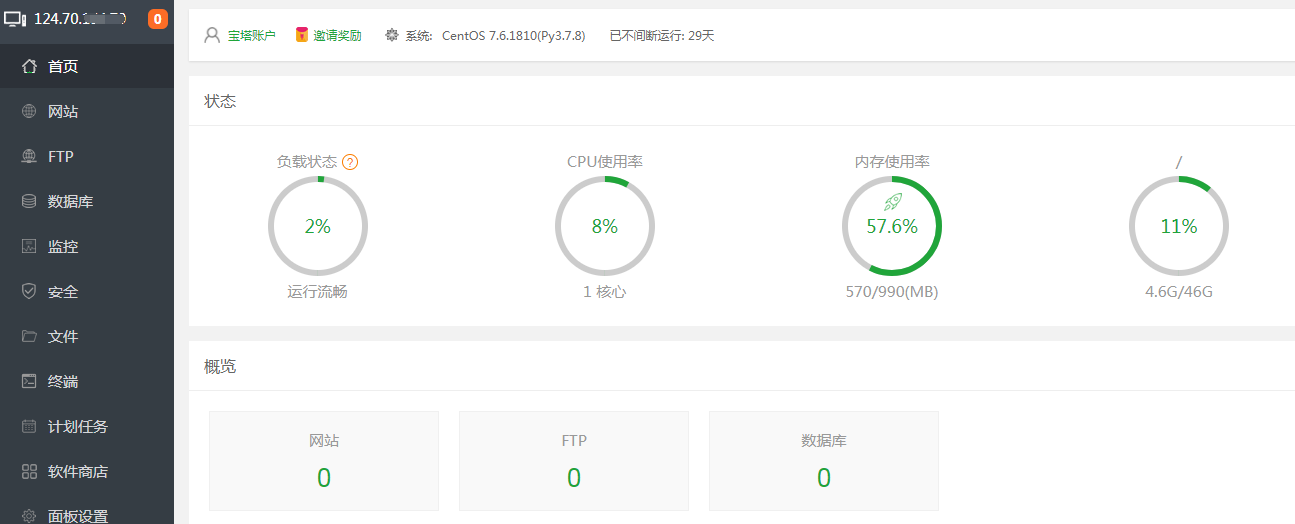 124.70. 0
宝塔账户 邀请奖励 系统: CentOS 7.6.1810(Py3.7.8) 已不间断运行: 29天
首页
网站
FTP
数据库
监控
安全
文件
终端
计划任务
软件商店
面板设置
状态
负载状态 ? CPU使用率 内存使用率 /
2% 8% 57.6% 11%
运行流畅 1 核心 570/990(MB) 4.6G/46G
概览
网站 FTP 数据库
0 0 0